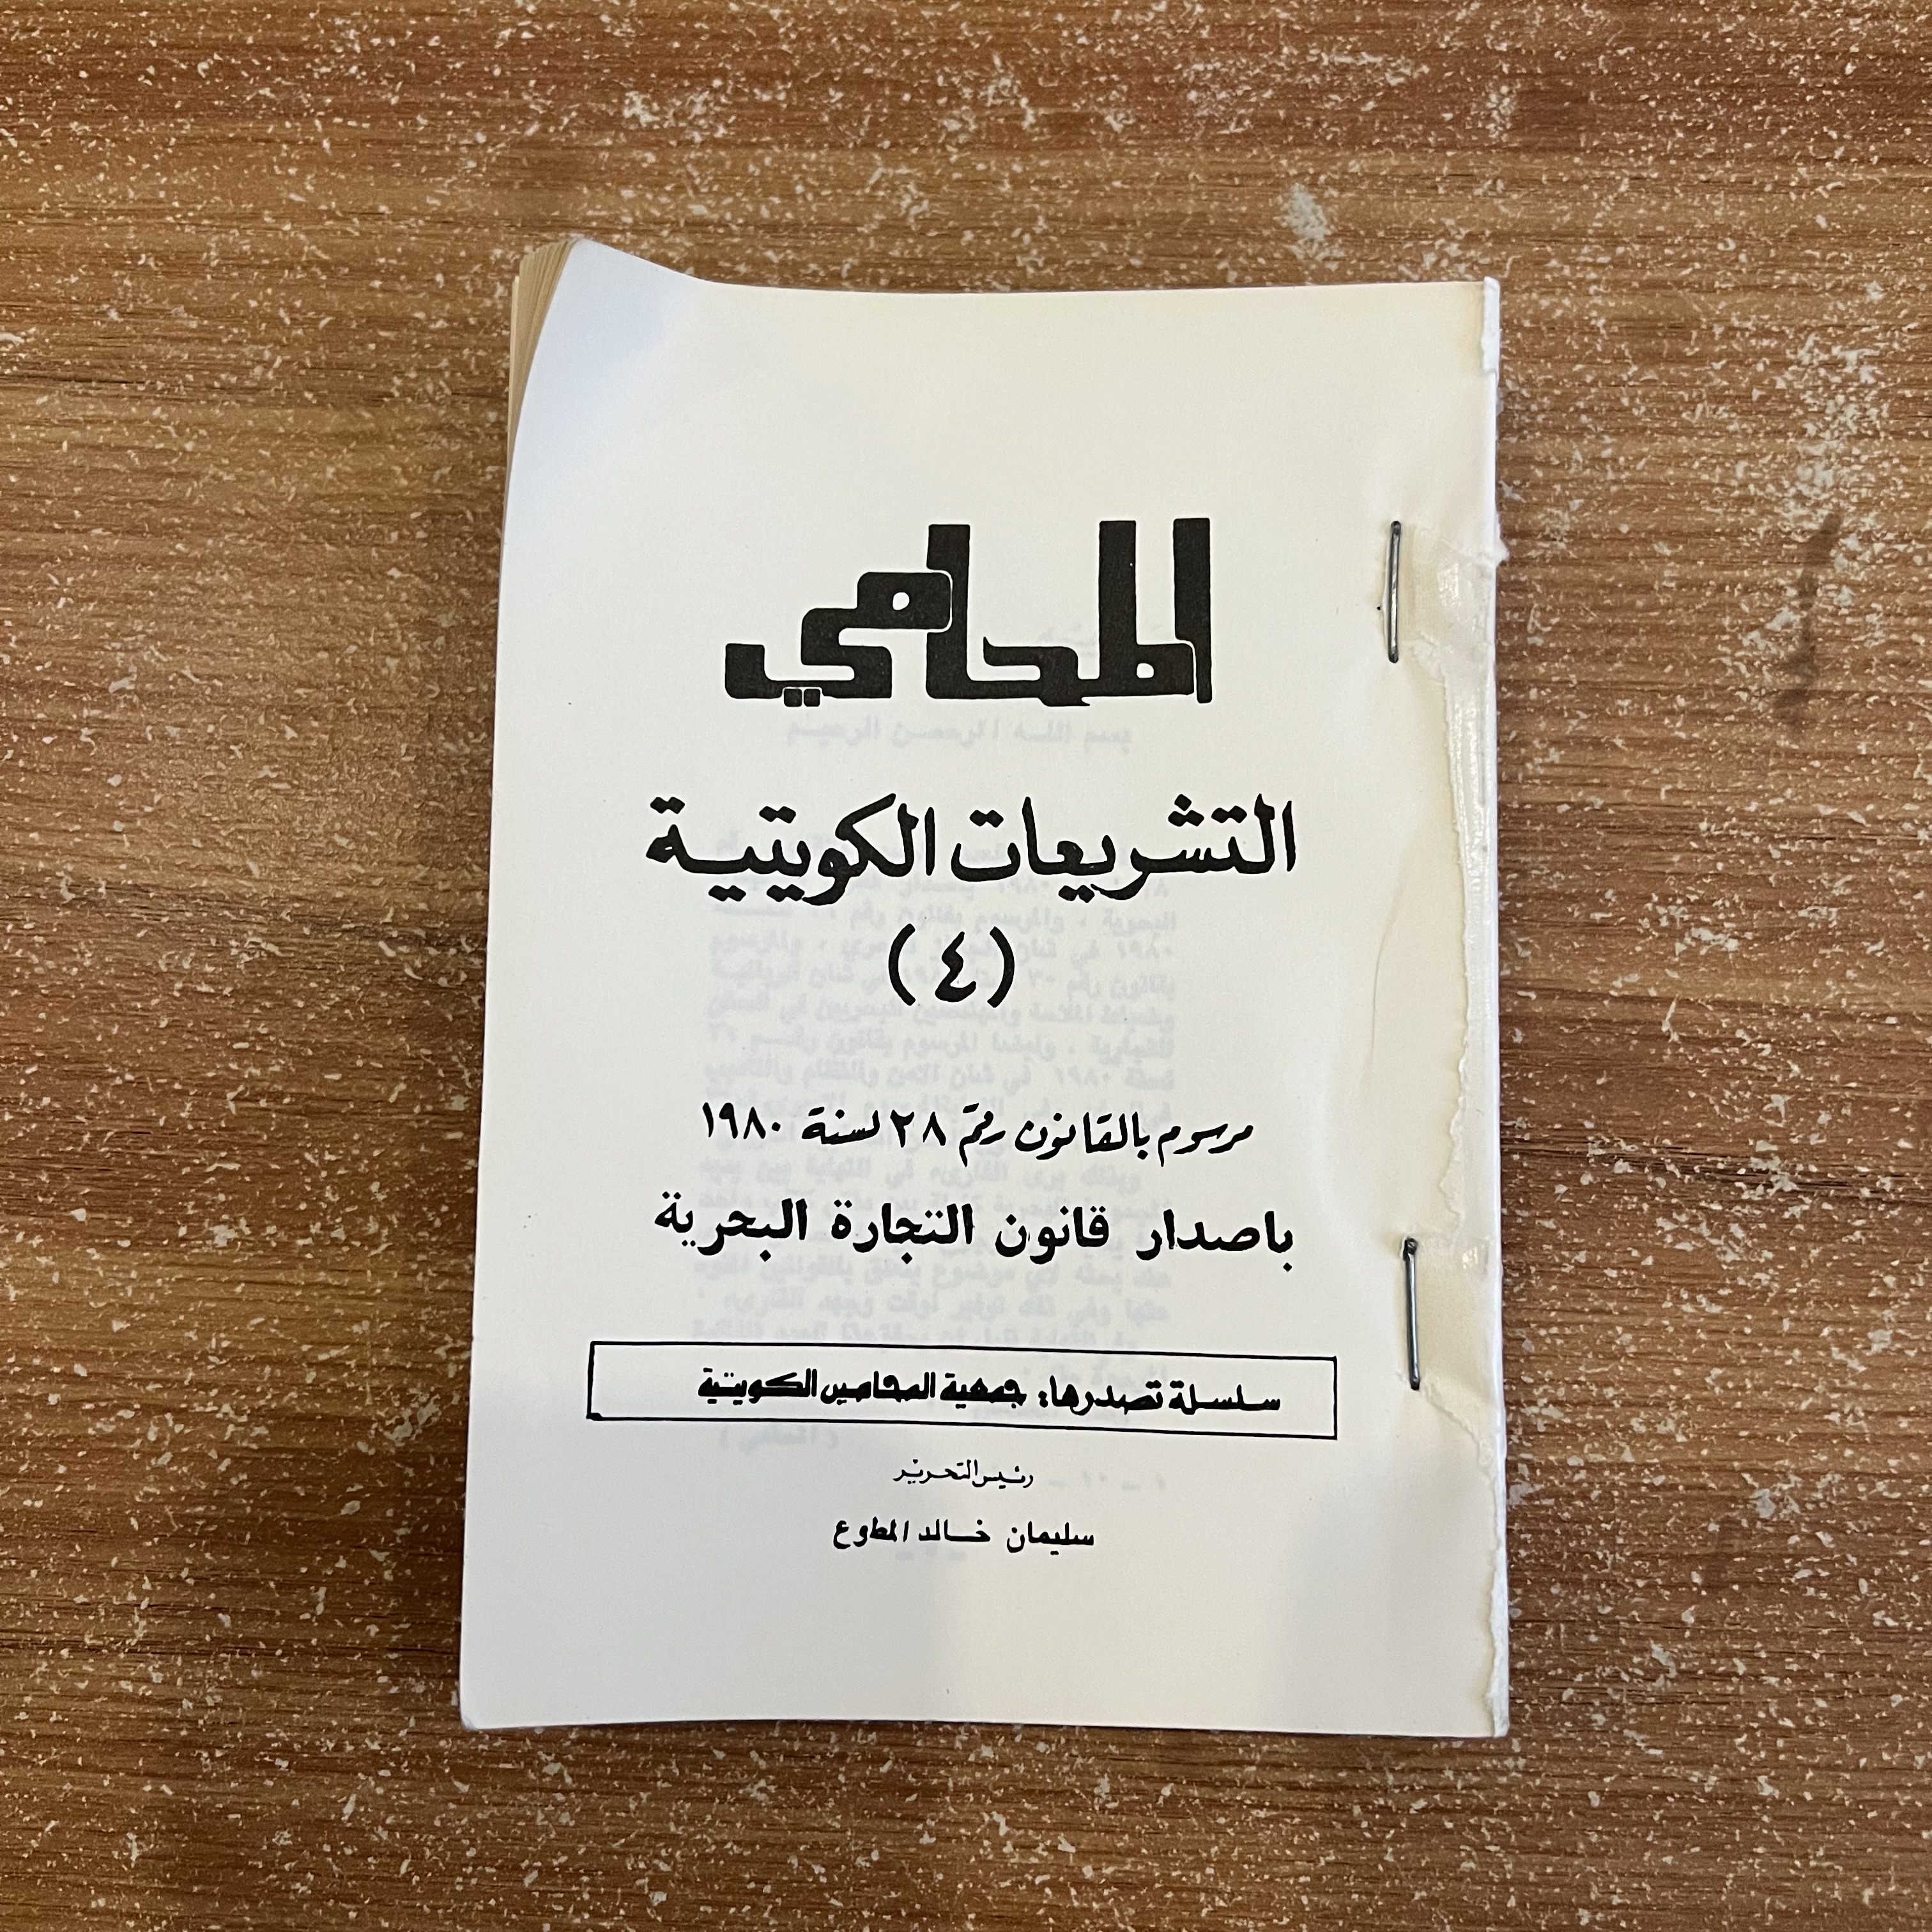 المحامي
التشريعات الكويتية
(٤)
مرسوم بالقانون رقم ٢٨ لسنة ١٩٨٠
باصدار قانون التجارة البحرية
سلسلة تصدرها: جمعية المحامين الكويتية
رئيس التحرير
سليمان خالد المطوع